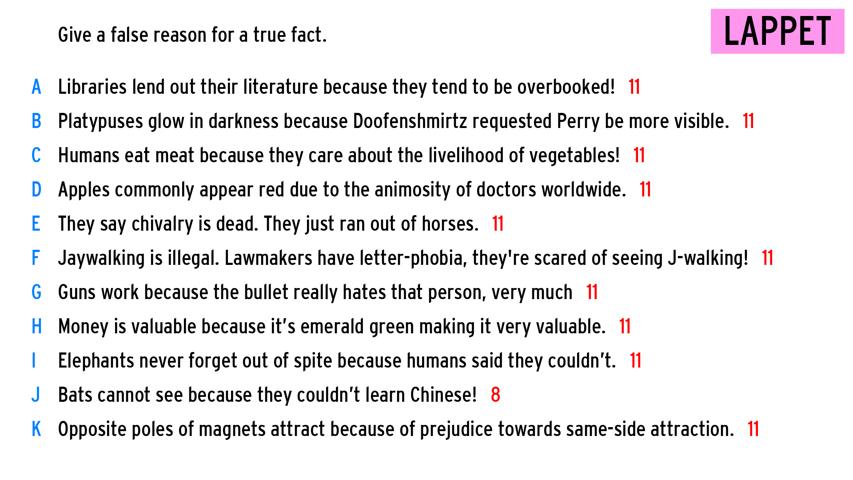 Give a false reason for a true fact.
LAPPET
A Libraries lend out their literature because they tend to be overbooked! 11
B Platypuses glow in darkness because Doofenshmirtz requested Perry be more visible. 11
C Humans eat meat because they care about the livelihood of vegetables! 11
D Apples commonly appear red due to the animosity of doctors worldwide. 11
E They say chivalry is dead. They just ran out of horses. 11
F Jaywalking is illegal. Lawmakers have letter-phobia, they're scared of seeing J-walking! 11
G Guns work because the bullet really hates that person, very much 11
H Money is valuable because it’s emerald green making it very valuable. 11
I Elephants never forget out of spite because humans said they couldn’t. 11
J Bats cannot see because they couldn’t learn Chinese! 8
K Opposite poles of magnets attract because of prejudice towards same-side attraction. 11